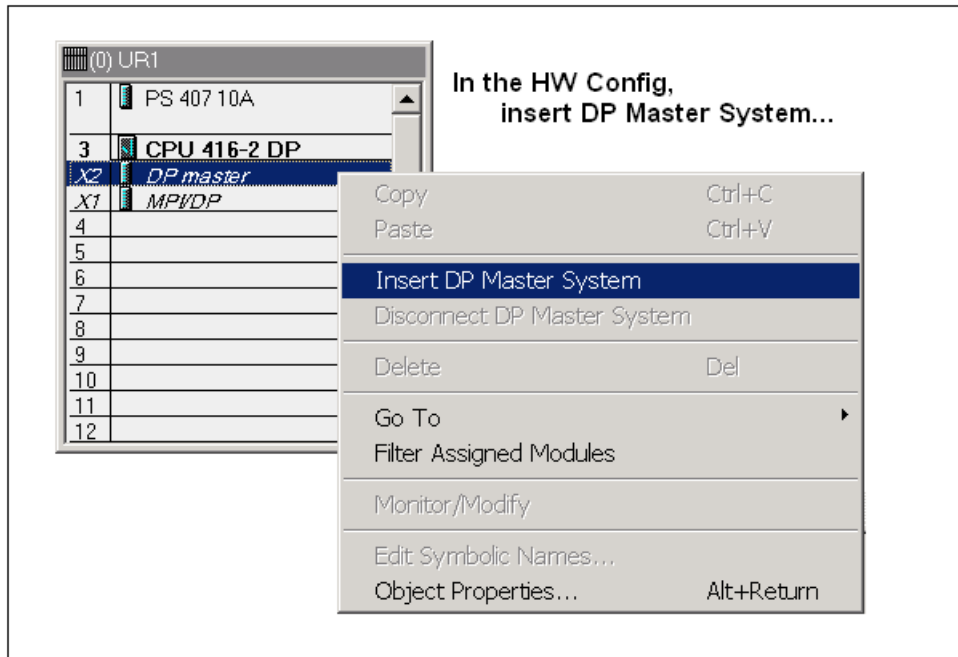 (0) UR1
1 PS 407 10A
3 CPU 416-2 DP
X2 DP master
X1 MPI/DP
4
5
6
7
8
9
10
11
12
In the HW Config,
insert DP Master System...
Copy Ctrl+C
Paste Ctrl+V
Insert DP Master System
Disconnect DP Master System
Delete Del
Go To
Filter Assigned Modules
Monitor/Modify
Edit Symbolic Names...
Object Properties... Alt+Return